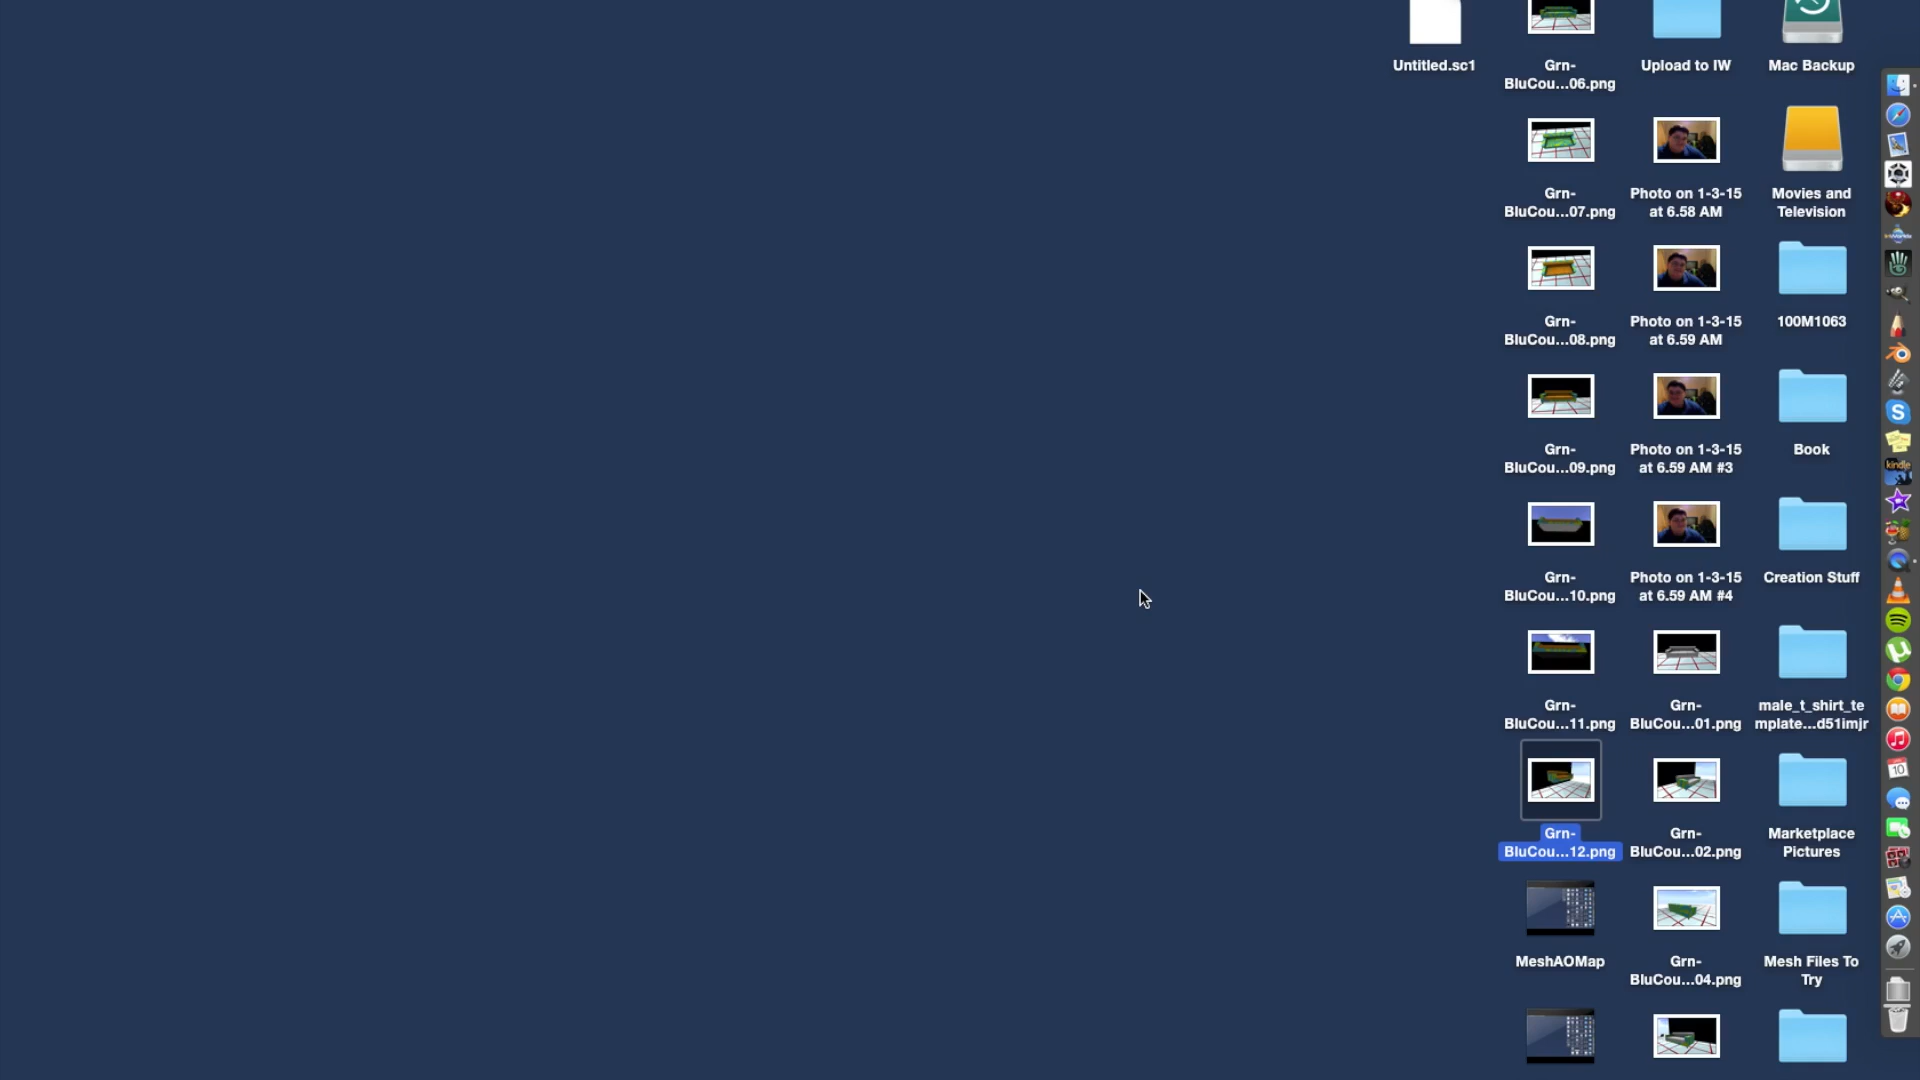 Untitled.sc1
Grn-
BluCou...06.png
Upload to IW
Mac Backup
Grn-
BluCou...07.png
Photo on 1-3-15
at 6.58 AM
Movies and
Television
Grn-
BluCou...08.png
Photo on 1-3-15
at 6.59 AM
100M1063
Grn-
BluCou...09.png
Photo on 1-3-15
at 6.59 AM #3
Book
Grn-
BluCou...10.png
Photo on 1-3-15
at 6.59 AM #4
Creation Stuff
Grn-
BluCou...11.png
Grn-
BluCou...01.png
male_t_shirt_te
mplate...d51imjr
Grn-
BluCou...12.png
Grn-
BluCou...02.png
Marketplace
Pictures
MeshAOMap
Grn-
BluCou...04.png
Mesh Files To
Try
kindle
10